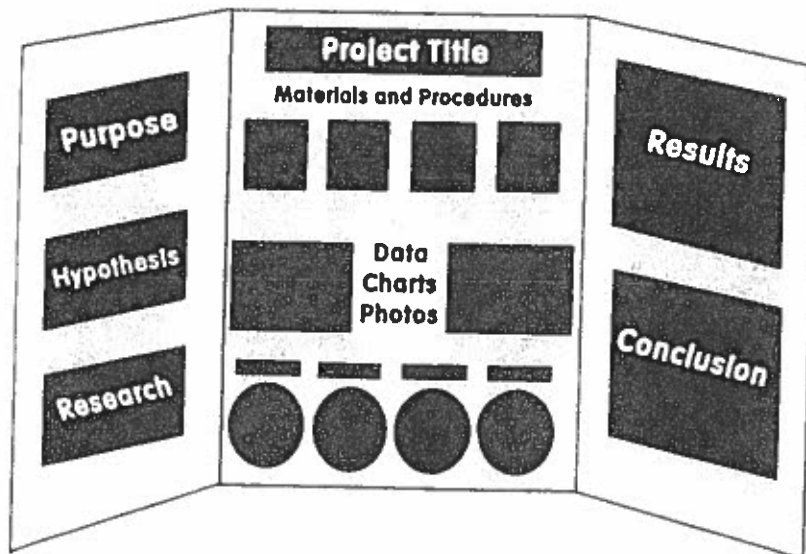 Purpose
Hypothesis
Research
Project Title
Materials and Procedures
Data
Charts
Photos
Results
Conclusion